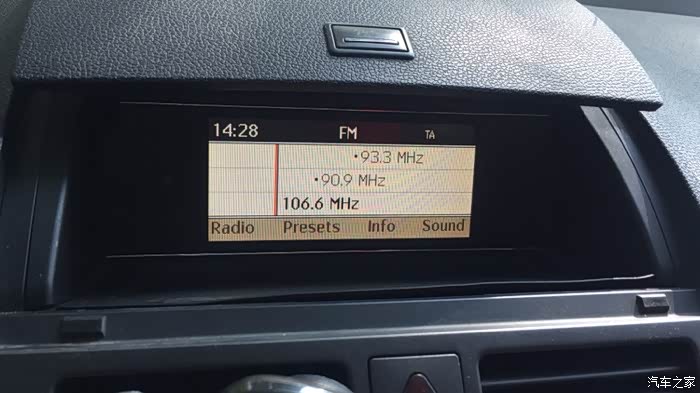 14:28 FM TA
•93.3 MHz
•90.9 MHz
106.6 MHz
Radio Presets Info Sound
汽车之家